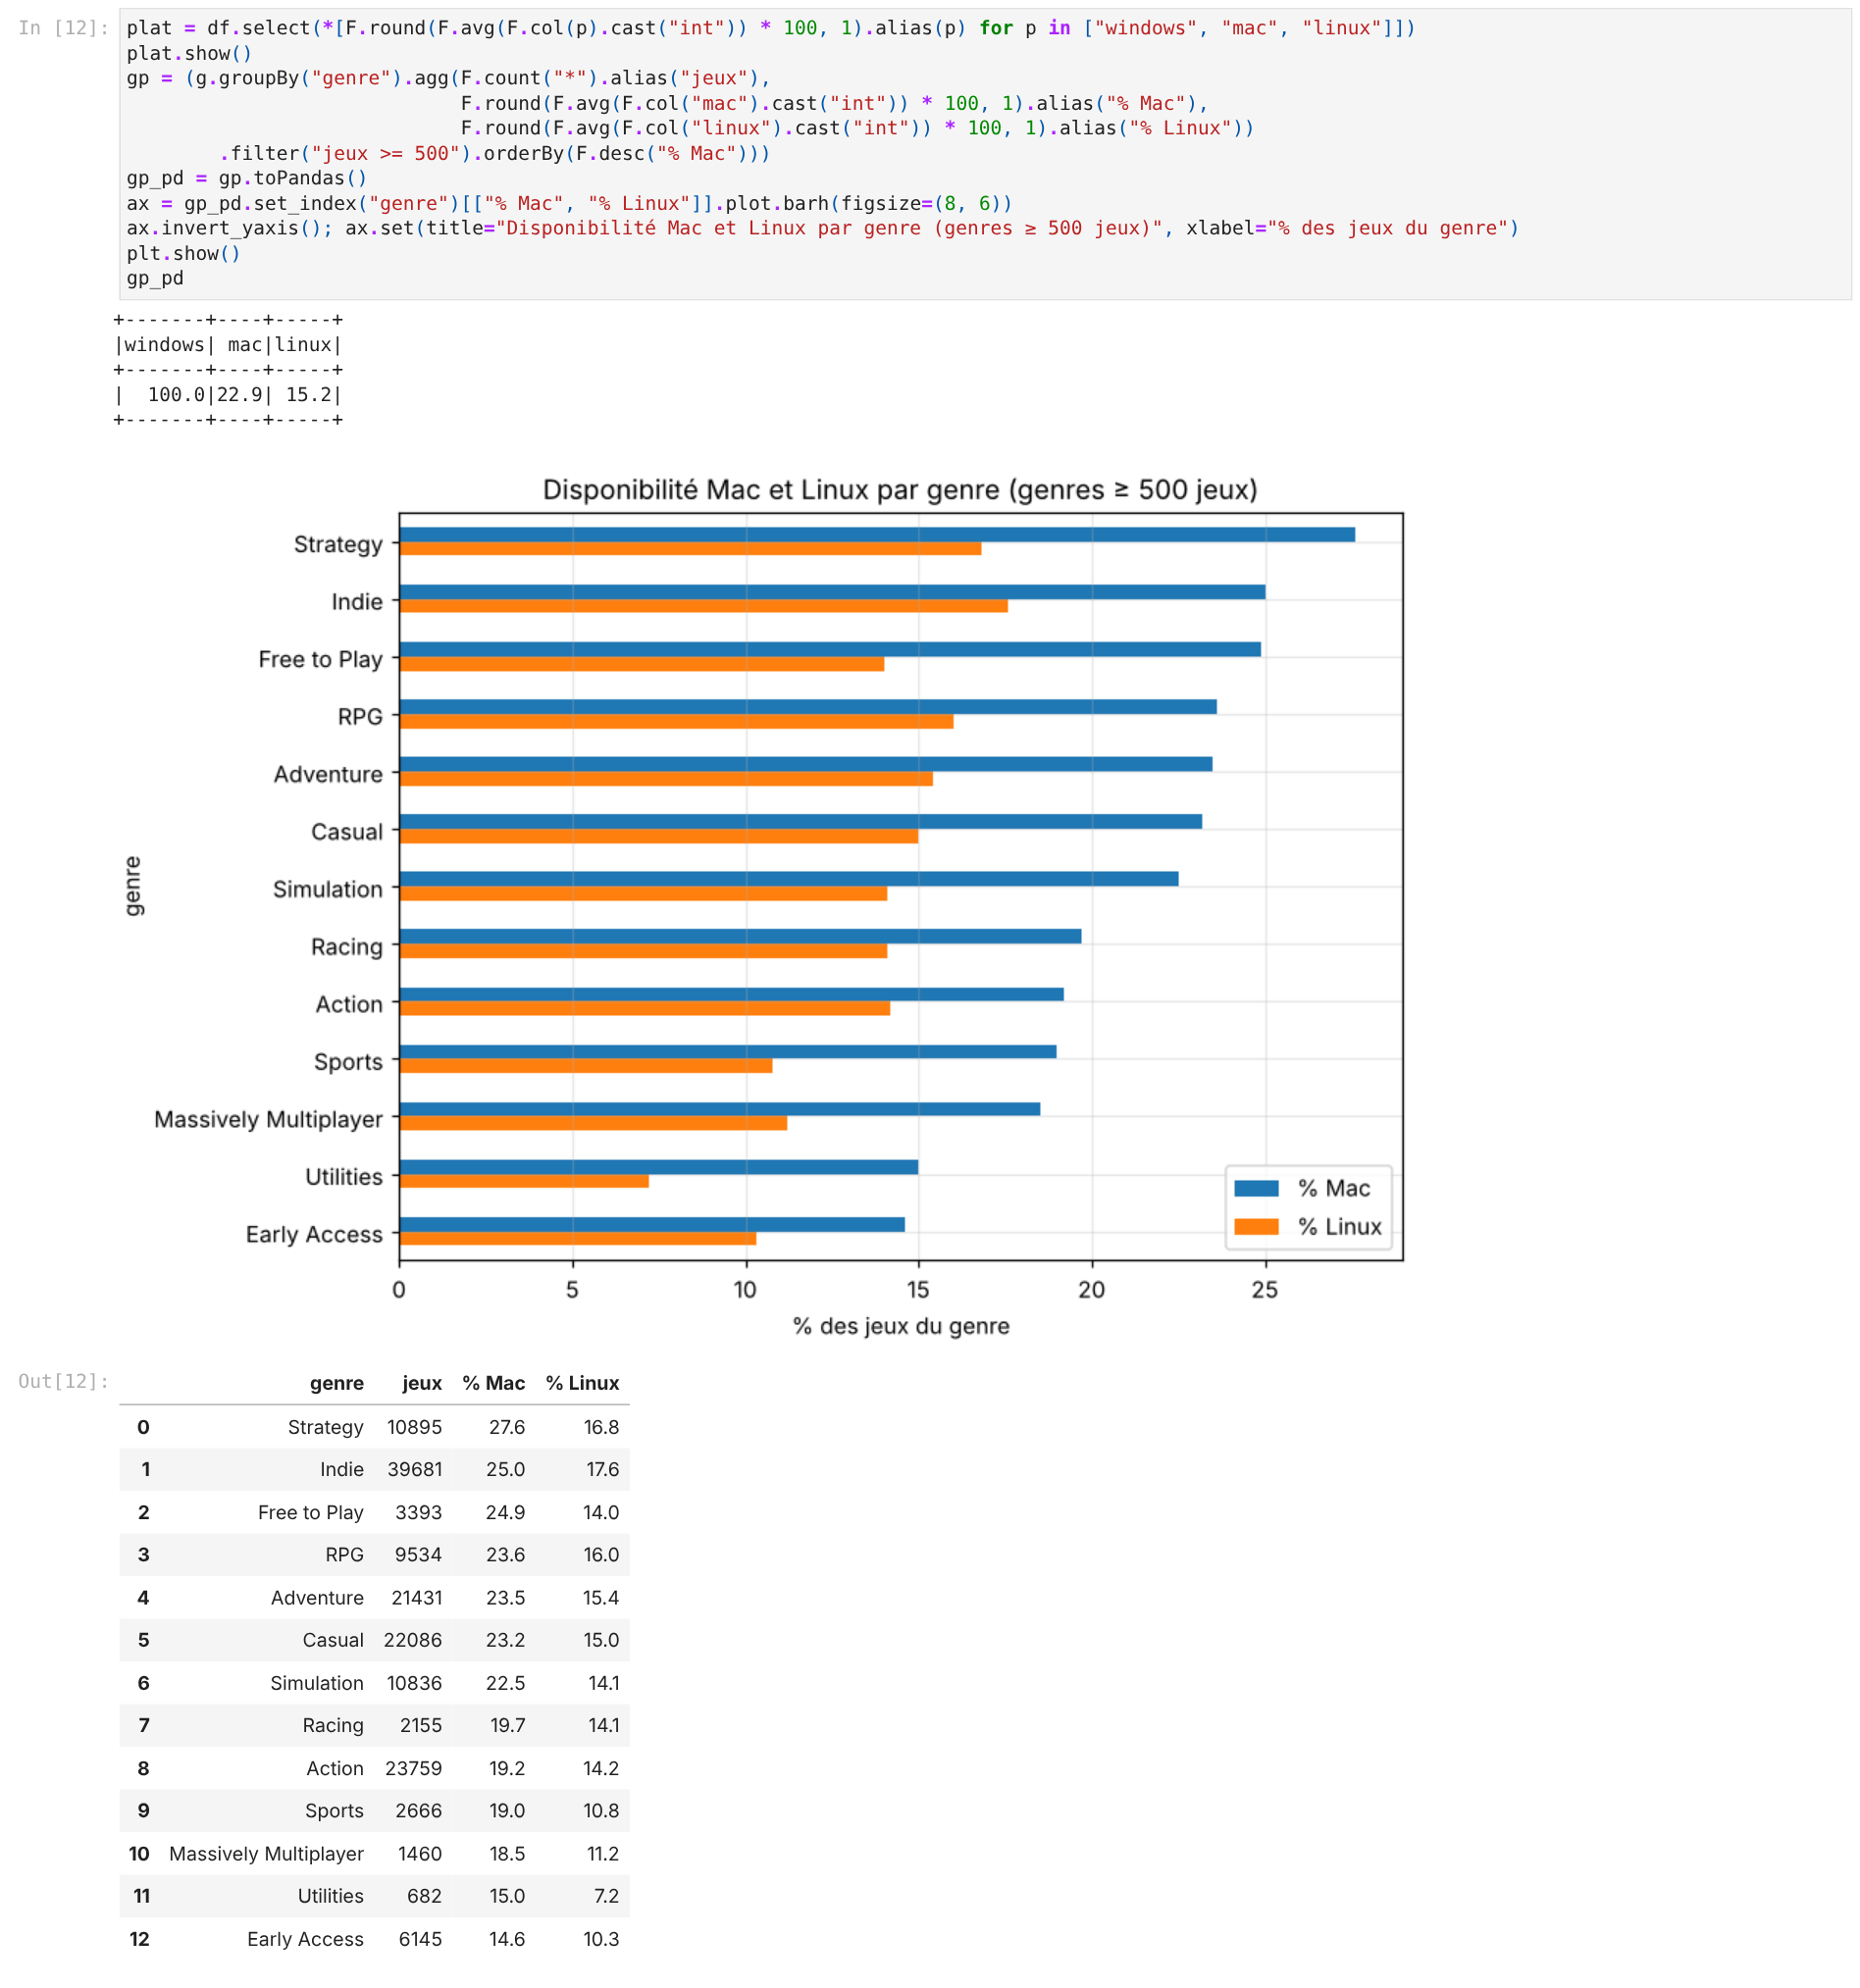 In [12]: plat = df.select(*[F.round(F.avg(F.col(p).cast("int")) * 100, 1).alias(p) for p in ["windows", "mac", "linux"]])
plat.show()
gp = (g.groupBy("genre").agg(F.count("*").alias("jeux"),
                             F.round(F.avg(F.col("mac").cast("int")) * 100, 1).alias("% Mac"),
                             F.round(F.avg(F.col("linux").cast("int")) * 100, 1).alias("% Linux"))
        .filter("jeux >= 500").orderBy(F.desc("% Mac")))
gp_pd = gp.toPandas()
ax = gp_pd.set_index("genre")[["% Mac", "% Linux"]].plot.barh(figsize=(8, 6))
ax.invert_yaxis(); ax.set(title="Disponibilité Mac et Linux par genre (genres ≥ 500 jeux)", xlabel="% des jeux du genre")
plt.show()
gp_pd
+-------+----+-----+
|windows| mac|linux|
+-------+----+-----+
|  100.0|22.9| 15.2|
+-------+----+-----+
Disponibilité Mac et Linux par genre (genres ≥ 500 jeux)
Strategy
Indie
Free to Play
RPG
Adventure
Casual
Simulation
Racing
Action
Sports
Massively Multiplayer
Utilities
Early Access
genre
% Mac
% Linux
0 5 10 15 20 25
% des jeux du genre
Out[12]: genre jeux % Mac % Linux
0 Strategy 10895 27.6 16.8
1 Indie 39681 25.0 17.6
2 Free to Play 3393 24.9 14.0
3 RPG 9534 23.6 16.0
4 Adventure 21431 23.5 15.4
5 Casual 22086 23.2 15.0
6 Simulation 10836 22.5 14.1
7 Racing 2155 19.7 14.1
8 Action 23759 19.2 14.2
9 Sports 2666 19.0 10.8
10 Massively Multiplayer 1460 18.5 11.2
11 Utilities 682 15.0 7.2
12 Early Access 6145 14.6 10.3